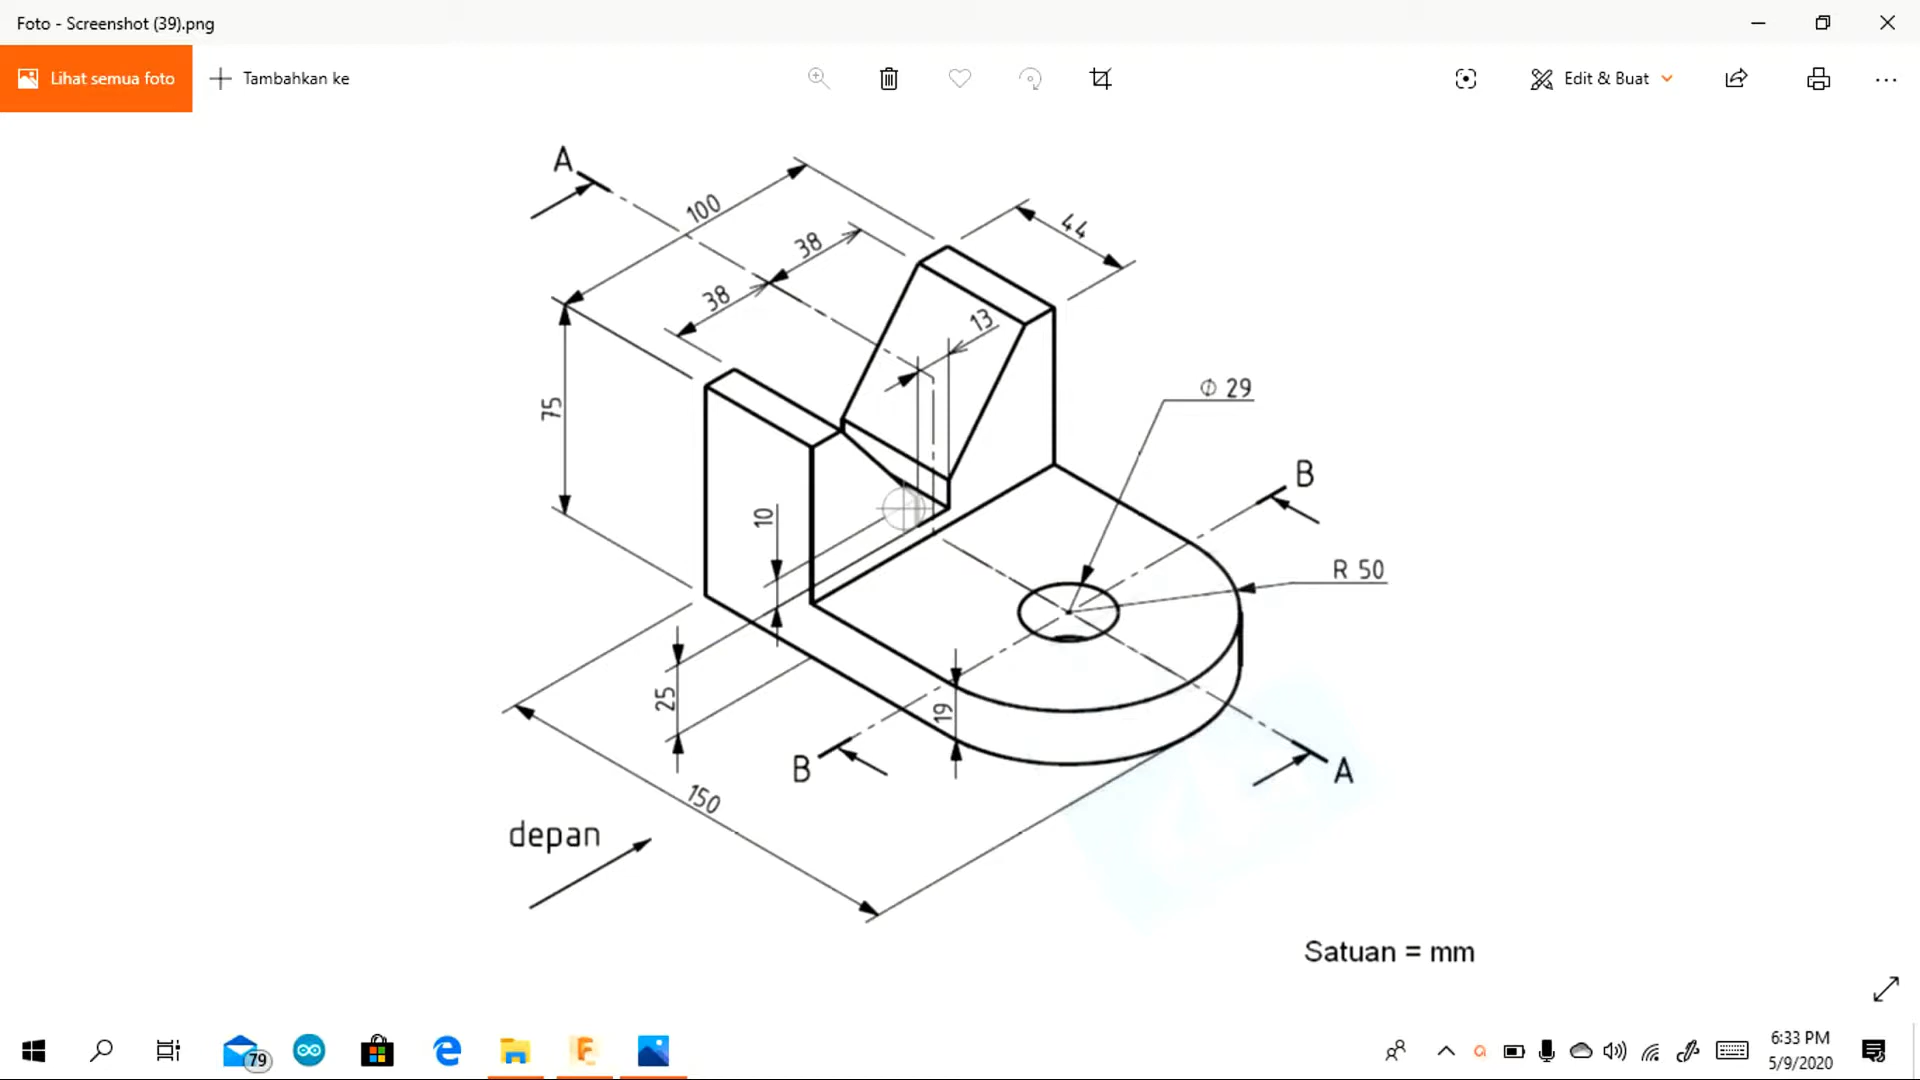 Foto - Screenshot (39).png
Lihat semua foto
Tambahkan ke
Edit & Buat
A
100
38
44
38
13
75
Ø 29
B
10
R 50
25
19
B
A
150
depan
Satuan = mm
79
6:33 PM
5/9/2020